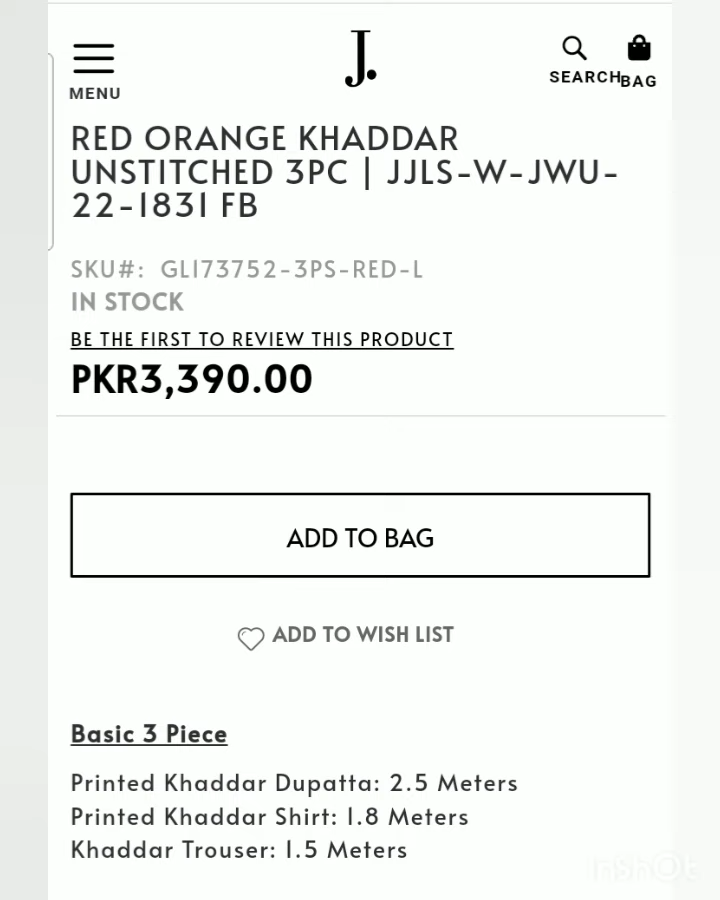 MENU
J.
SEARCH
BAG
RED ORANGE KHADDAR
UNSTITCHED 3PC | JJLS-W-JWU-
22-1831 FB
SKU#: GL173752-3PS-RED-L
IN STOCK
BE THE FIRST TO REVIEW THIS PRODUCT
PKR3,390.00
ADD TO BAG
ADD TO WISH LIST
Basic 3 Piece
Printed Khaddar Dupatta: 2.5 Meters
Printed Khaddar Shirt: 1.8 Meters
Khaddar Trouser: 1.5 Meters
InshOt